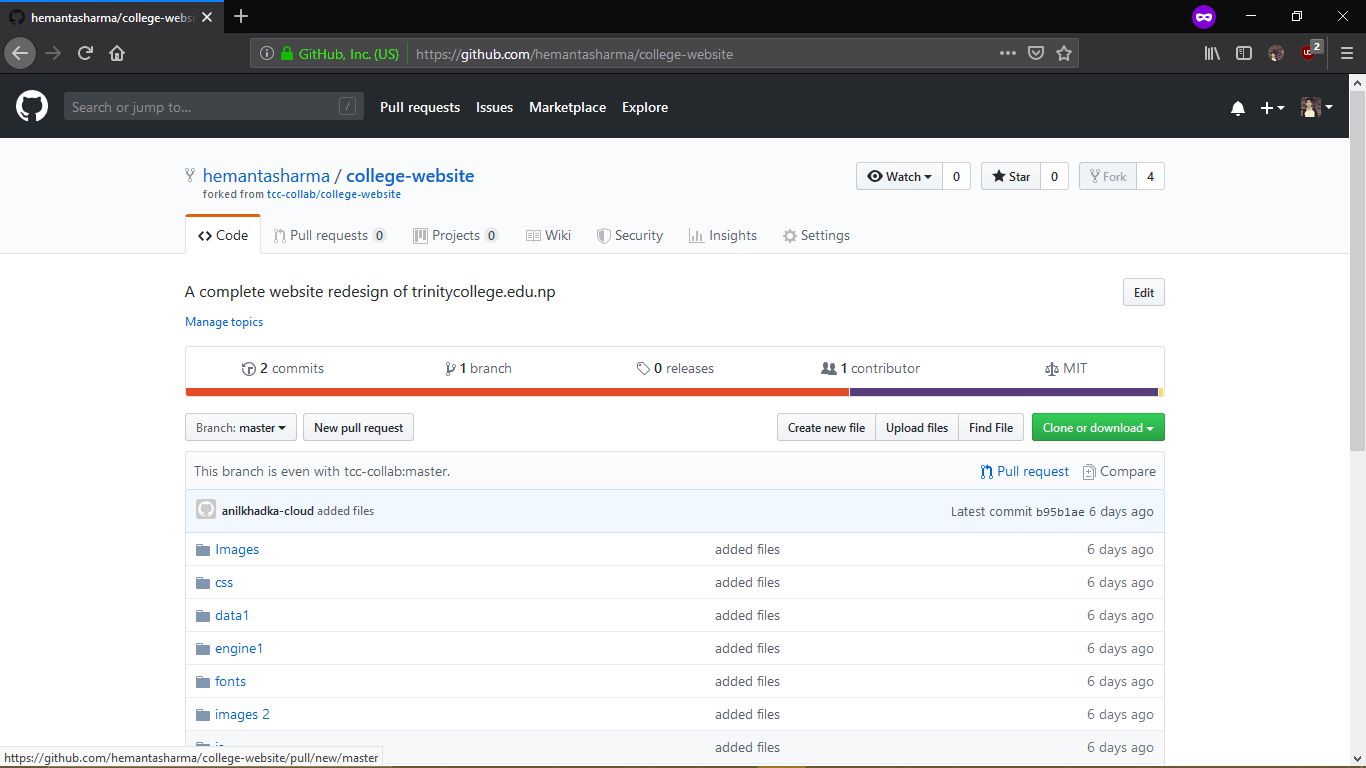 hemantasharma/college-websi
GitHub, Inc. (US) https://github.com/hemantasharma/college-website 2
Search or jump to... / Pull requests Issues Marketplace Explore
hemantasharma / college-website Watch 0 Star 0 Fork 4
forked from tcc-collab/college-website
Code Pull requests 0 Projects 0 Wiki Security Insights Settings
A complete website redesign of trinitycollege.edu.np Edit
Manage topics
2 commits 1 branch 0 releases 1 contributor MIT
Branch: master New pull request Create new file Upload files Find File Clone or download
This branch is even with tcc-collab:master. Pull request Compare
anilkhadka-cloud added files Latest commit b95b1ae 6 days ago
Images added files 6 days ago
css added files 6 days ago
data1 added files 6 days ago
engine1 added files 6 days ago
fonts added files 6 days ago
images 2 added files 6 days ago
added files 6 days ago
https://github.com/hemantasharma/college-website/pull/new/master